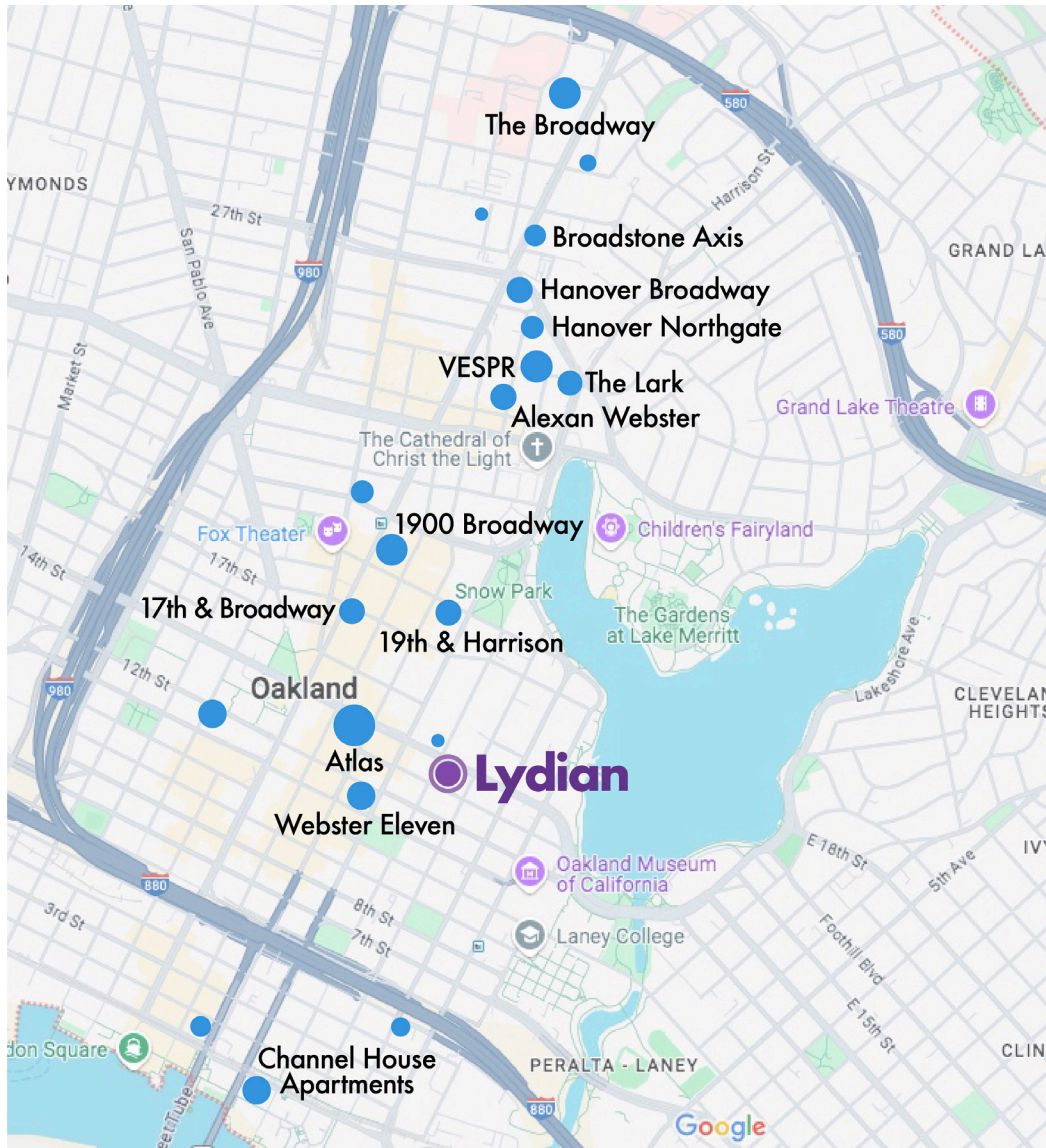 580
The Broadway
Harrison St
YMONDS
27th St
San Pablo Ave
Broadstone Axis
GRAND LA
980
Hanover Broadway
Hanover Northgate
580
Market St
VESPR
The Lark
Alexan Webster
Grand Lake Theatre
The Cathedral of
Christ the Light
1900 Broadway
Fox Theater
Children's Fairyland
14th St
17th St
Snow Park
17th & Broadway
19th & Harrison
The Gardens
at Lake Merritt
Lakeshore Ave
12th St
980
Oakland
CLEVELAN
HEIGHTS
Atlas
Lydian
Webster Eleven
E 18th St
5th Ave
IVY
Oakland Museum
of California
880
3rd St
8th St
7th St
Laney College
Foothill Blvd
E 15th St
don Square
Channel House
Apartments
PERALTA - LANEY
CLIN
eet Tube
880
Google